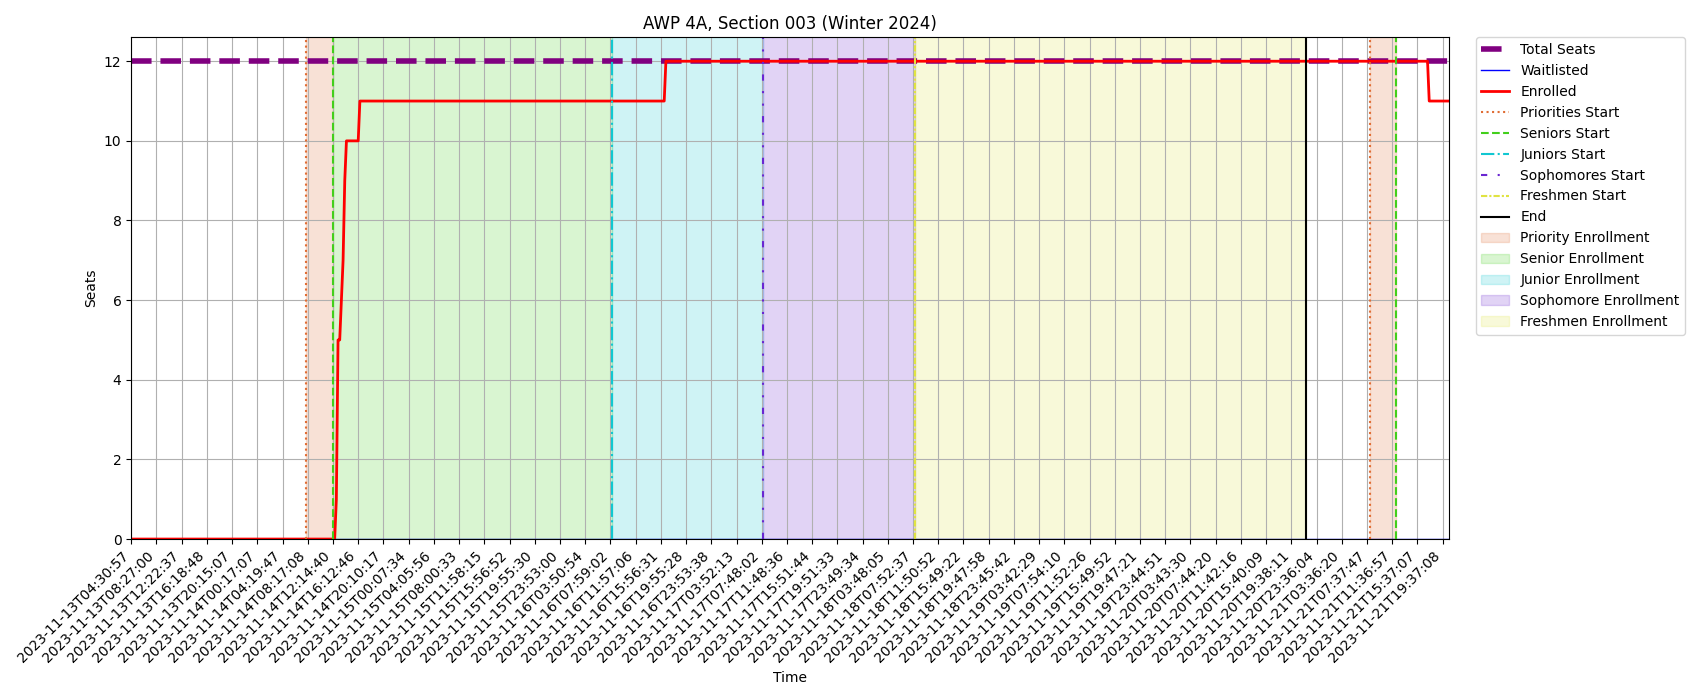 AWP 4A, Section 003 (Winter 2024)
Seats
12
10
8
6
4
2
0
2023-11-13T04:30:57
2023-11-13T08:27:00
2023-11-13T12:22:37
2023-11-13T16:18:48
2023-11-13T20:15:07
2023-11-14T00:17:07
2023-11-14T04:19:47
2023-11-14T08:17:08
2023-11-14T12:14:40
2023-11-14T16:12:46
2023-11-14T20:10:17
2023-11-15T00:07:34
2023-11-15T04:05:56
2023-11-15T08:00:33
2023-11-15T11:58:15
2023-11-15T15:56:52
2023-11-15T19:55:30
2023-11-15T23:53:00
2023-11-16T03:50:54
2023-11-16T07:59:02
2023-11-16T11:57:06
2023-11-16T15:56:31
2023-11-16T19:55:28
2023-11-16T23:53:38
2023-11-17T03:52:13
2023-11-17T07:48:02
2023-11-17T11:48:36
2023-11-17T15:51:44
2023-11-17T19:51:33
2023-11-17T23:49:34
2023-11-18T03:48:05
2023-11-18T07:52:37
2023-11-18T11:50:52
2023-11-18T15:49:22
2023-11-18T19:47:58
2023-11-18T23:45:42
2023-11-19T03:42:29
2023-11-19T07:54:10
2023-11-19T11:52:26
2023-11-19T15:49:52
2023-11-19T19:47:21
2023-11-19T23:44:51
2023-11-20T03:43:30
2023-11-20T07:44:20
2023-11-20T11:42:16
2023-11-20T15:40:09
2023-11-20T19:38:11
2023-11-20T23:36:04
2023-11-21T03:36:20
2023-11-21T07:37:47
2023-11-21T11:36:57
2023-11-21T15:37:07
2023-11-21T19:37:08
Time
Total Seats
Waitlisted
Enrolled
Priorities Start
Seniors Start
Juniors Start
Sophomores Start
Freshmen Start
End
Priority Enrollment
Senior Enrollment
Junior Enrollment
Sophomore Enrollment
Freshmen Enrollment